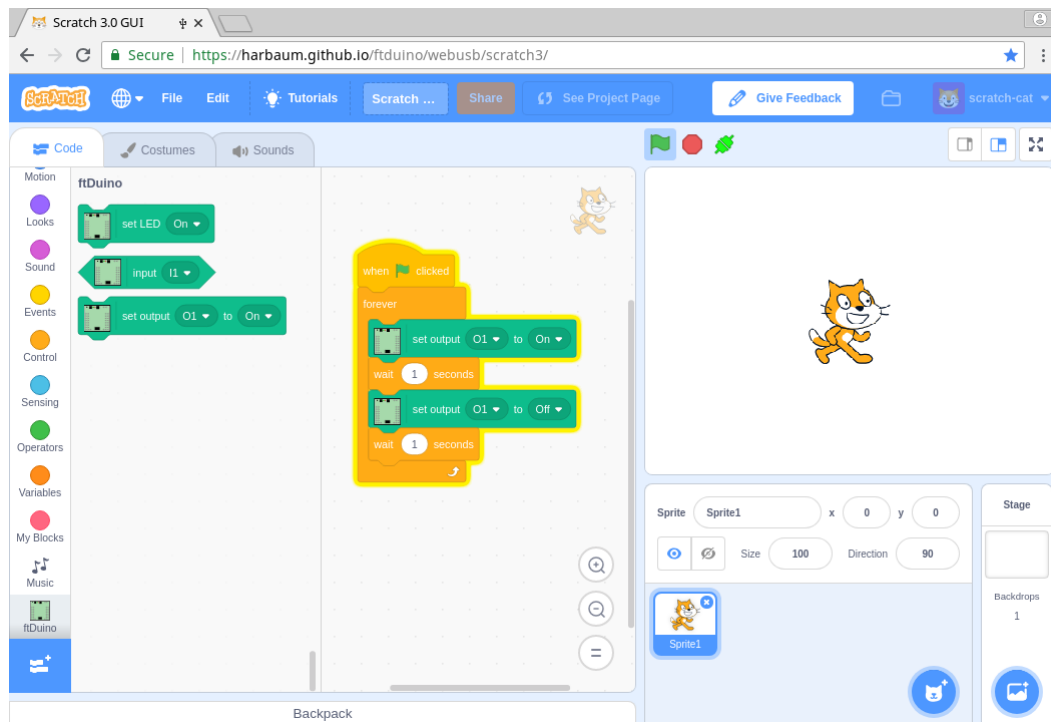 Scratch 3.0 GUI
Secure | https://harbaum.github.io/ftduino/webusb/scratch3/
SCRATCH File Edit Tutorials Scratch ... Share See Project Page Give Feedback scratch-cat
Code Costumes Sounds
Motion
Looks
Sound
Events
Control
Sensing
Operators
Variables
My Blocks
Music
ftDuino
ftDuino
set LED On
input I1
set output O1 to On
when clicked
forever
set output O1 to On
wait 1 seconds
set output O1 to Off
wait 1 seconds
Sprite Sprite1 x 0 y 0
Size 100 Direction 90
Sprite1
Stage
Backdrops
1
Backpack